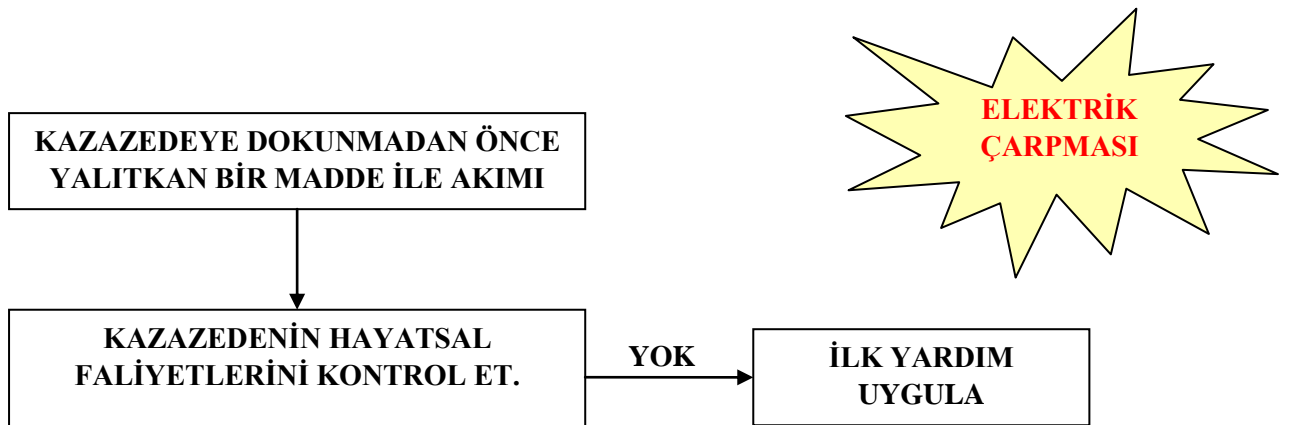 ELEKTRİK
ÇARPMASI
KAZAZEDEYE DOKUNMADAN ÖNCE
YALITKAN BİR MADDE İLE AKIMI
KAZAZEDENİN HAYATSAL
FALİYETLERİNİ KONTROL ET.
YOK
İLK YARDIM
UYGULA